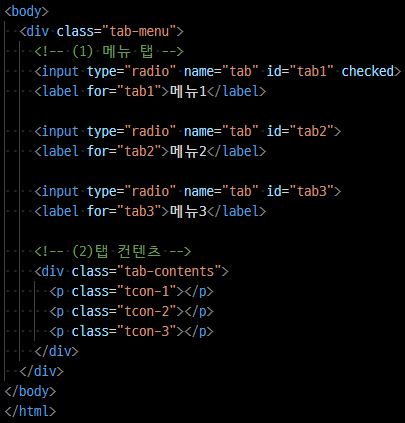 <body>
<div class="tab-menu">
<!-- (1) 메뉴 탭 -->
<input type="radio" name="tab" id="tab1" checked>
<label for="tab1">메뉴1</label>
<input type="radio" name="tab" id="tab2">
<label for="tab2">메뉴2</label>
<input type="radio" name="tab" id="tab3">
<label for="tab3">메뉴3</label>
<!-- (2)탭 컨텐츠 -->
<div class="tab-contents">
<p class="tcon-1"></p>
<p class="tcon-2"></p>
<p class="tcon-3"></p>
</div>
</div>
</body>
</html>